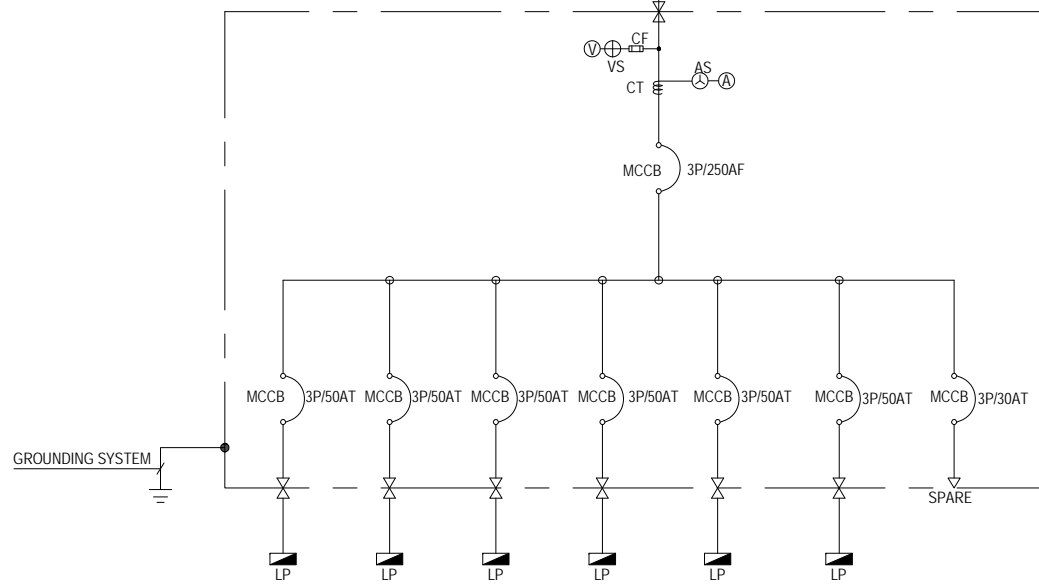 CF
V
VS
AS
CT
A
MCCB 3P/250AF
MCCB 3P/50AT MCCB 3P/50AT MCCB 3P/50AT MCCB 3P/50AT MCCB 3P/50AT MCCB 3P/50AT MCCB 3P/30AT
GROUNDING SYSTEM
SPARE
LP LP LP LP LP LP